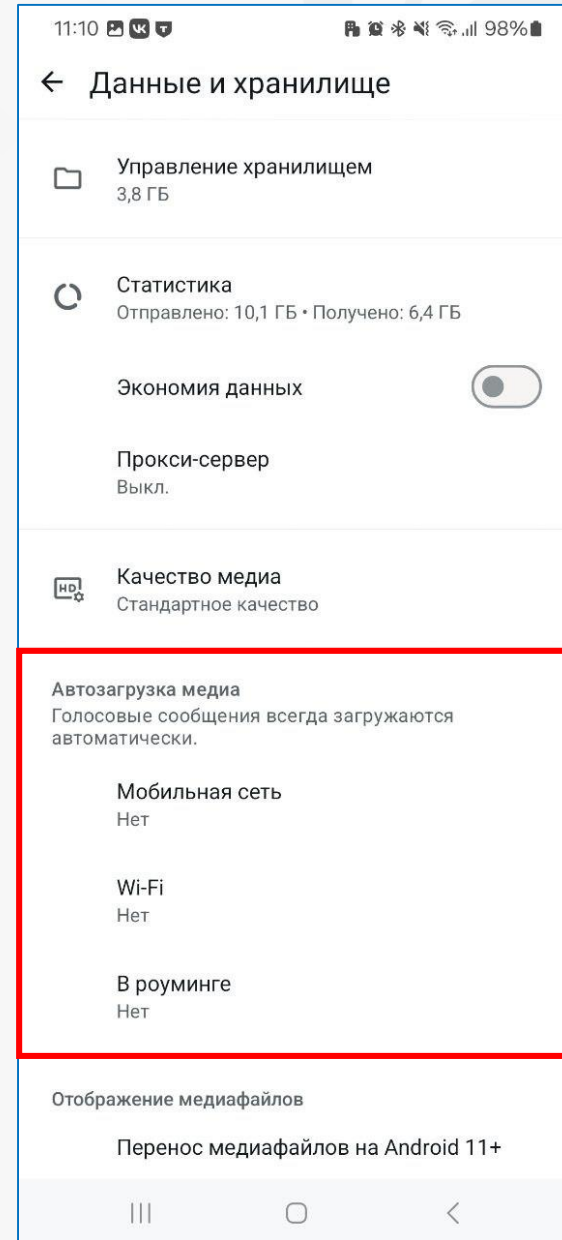 11:10 98%
Данные и хранилище
Управление хранилищем
3,8 ГБ
Статистика
Отправлено: 10,1 ГБ • Получено: 6,4 ГБ
Экономия данных
Прокси-сервер
Выкл.
HD
Качество медиа
Стандартное качество
Автозагрузка медиа
Голосовые сообщения всегда загружаются
автоматически.
Мобильная сеть
Нет
Wi-Fi
Нет
В роуминге
Нет
Отображение медиафайлов
Перенос медиафайлов на Android 11+